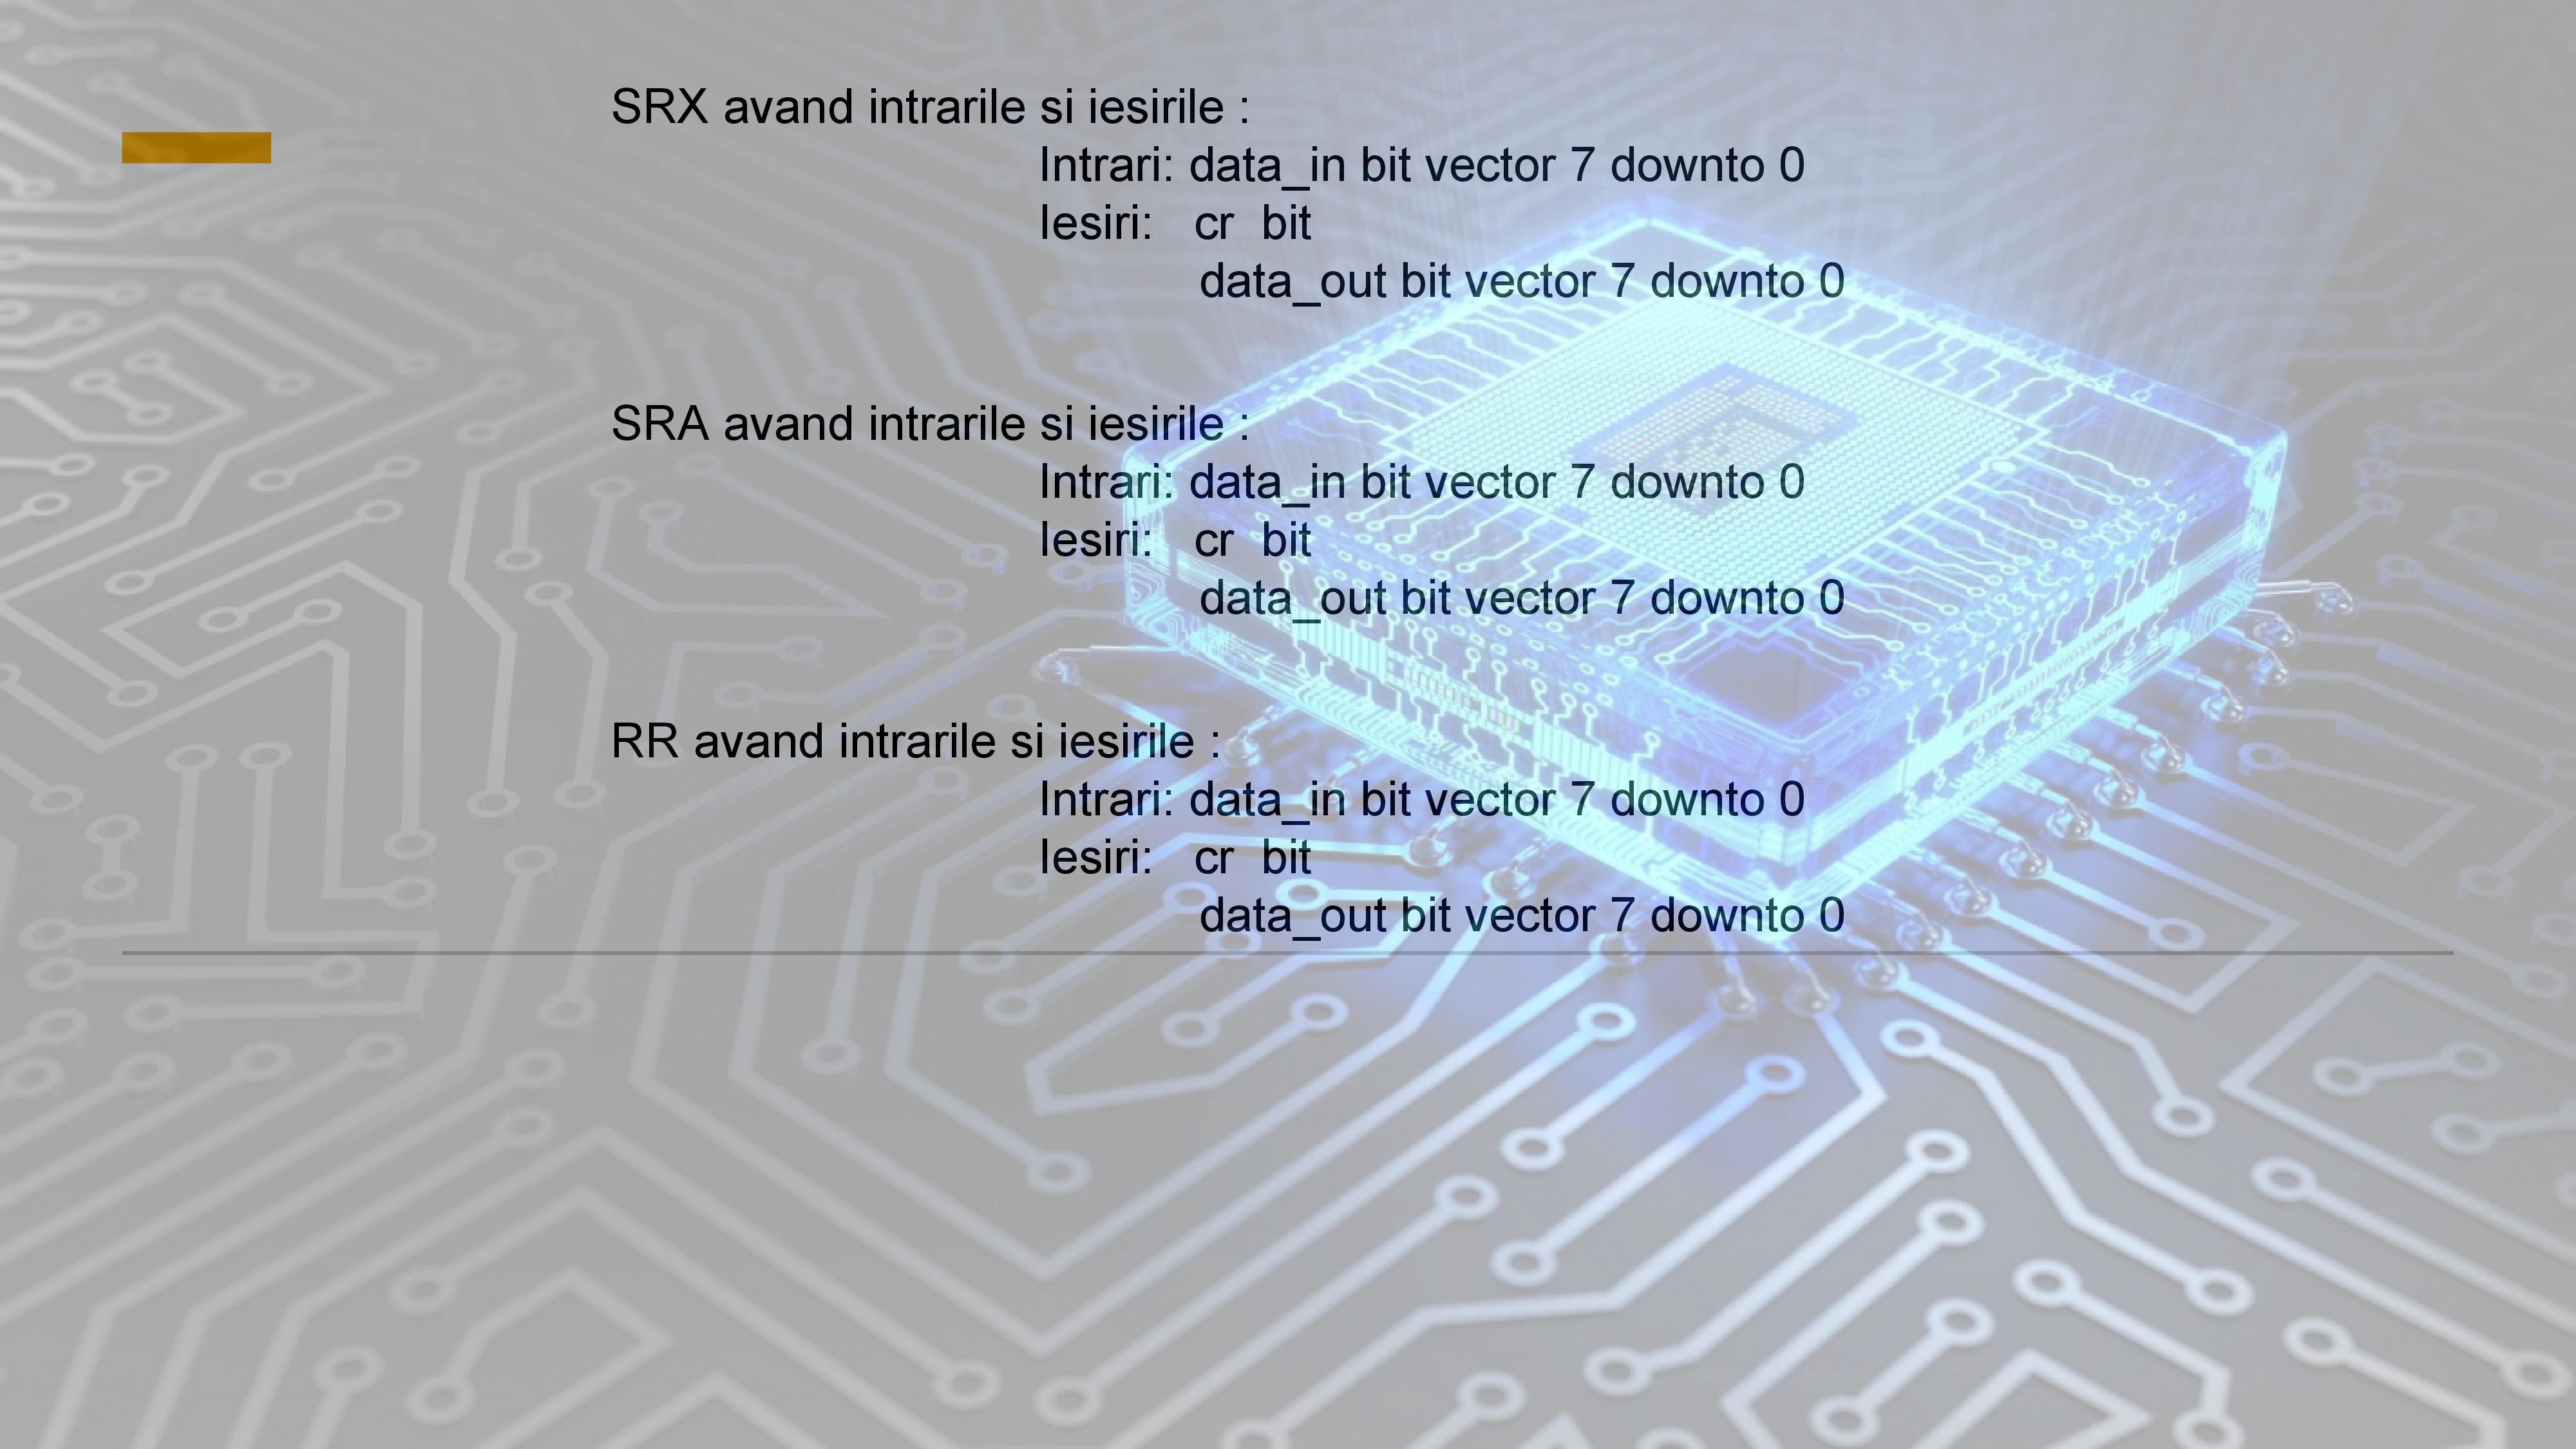 SRX avand intrarile si iesirile :
Intrari: data_in bit vector 7 downto 0
Iesiri: cr bit
data_out bit vector 7 downto 0
SRA avand intrarile si iesirile :
Intrari: data_in bit vector 7 downto 0
Iesiri: cr bit
data_out bit vector 7 downto 0
RR avand intrarile si iesirile :
Intrari: data_in bit vector 7 downto 0
Iesiri: cr bit
data_out bit vector 7 downto 0